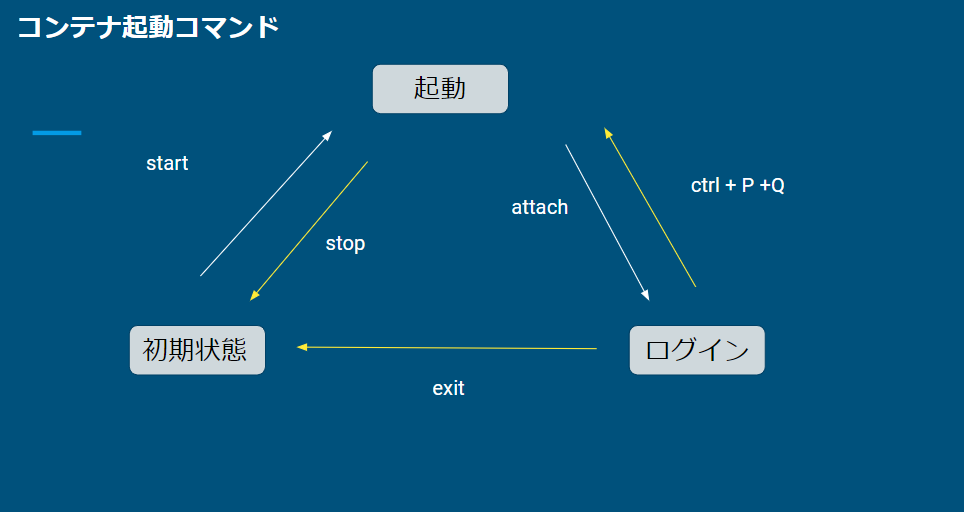 コンテナ起動コマンド
起動
start
ctrl + P +Q
attach
stop
初期状態
ログイン
exit